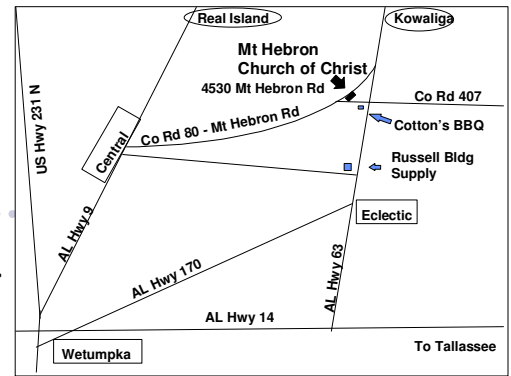 Real Island
Kowaliga
Mt Hebron
Church of Christ
4530 Mt Hebron Rd
US Hwy 231 N
Co Rd 407
Co Rd 80 - Mt Hebron Rd
Central
Cotton's BBQ
Russell Bldg
Supply
AL Hwy 9
Eclectic
AL Hwy 170
AL Hwy 63
AL Hwy 14
Wetumpka
To Tallassee